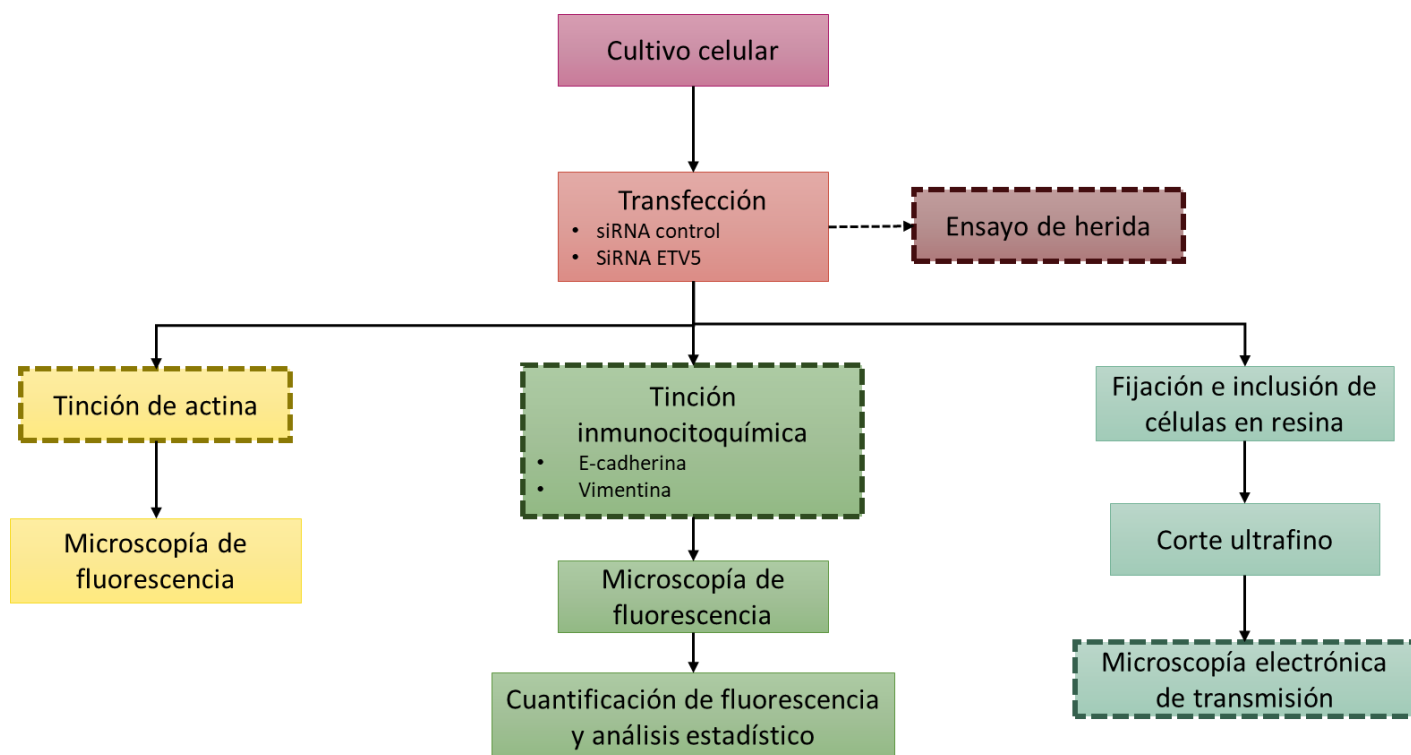 Cultivo celular
Transfección
• siRNA control
• SiRNA ETV5
Ensayo de herida
Tinción de actina
Microscopía de
fluorescencia
Tinción
inmunocitoquímica
• E-cadherina
• Vimentina
Microscopía de
fluorescencia
Cuantificación de fluorescencia
y análisis estadístico
Fijación e inclusión de
células en resina
Corte ultrafino
Microscopía electrónica
de transmisión